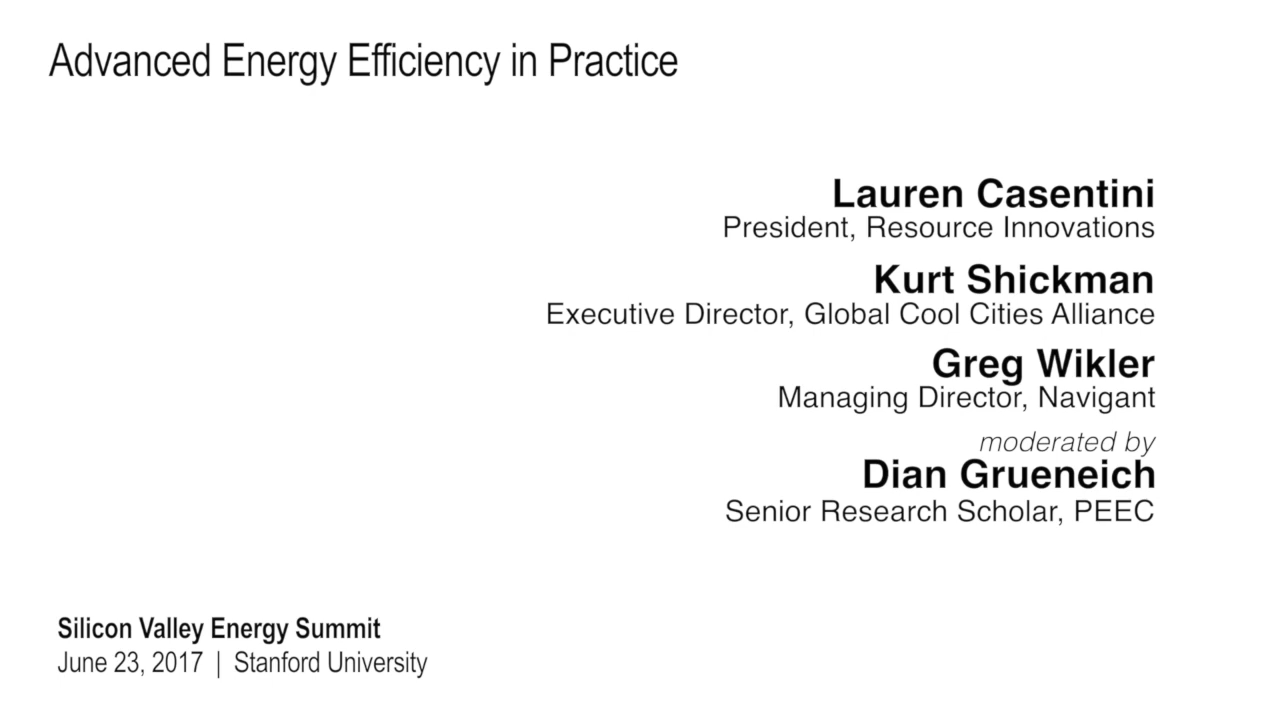 Advanced Energy Efficiency in Practice
Lauren Casentini
President, Resource Innovations
Kurt Shickman
Executive Director, Global Cool Cities Alliance
Greg Wikler
Managing Director, Navigant
moderated by
Dian Grueneich
Senior Research Scholar, PEEC
Silicon Valley Energy Summit
June 23, 2017 | Stanford University